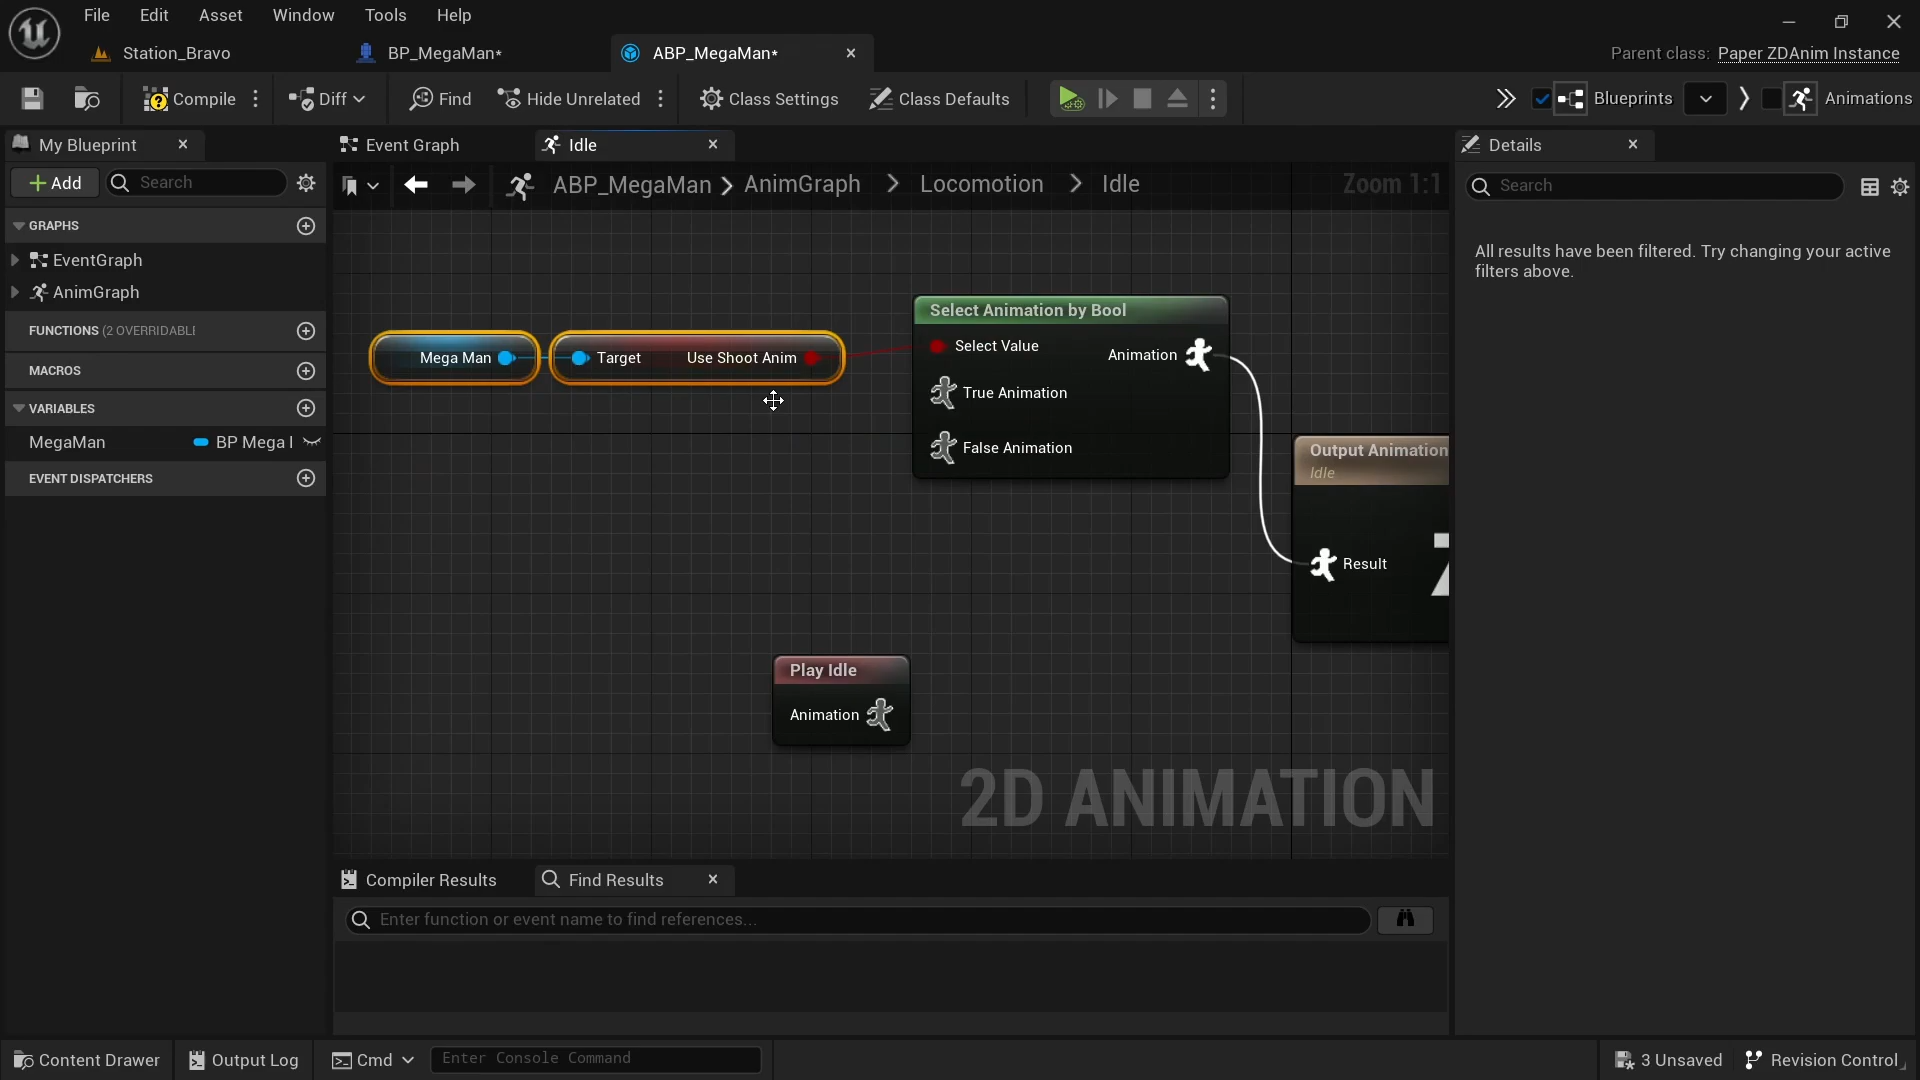 File Edit Asset Window Tools Help
Station_Bravo BP_MegaMan* ABP_MegaMan* Parent class: Paper ZDAnim Instance
Compile Diff Find Hide Unrelated Class Settings Class Defaults Blueprints Animations
My Blueprint Event Graph Idle Details
Add Search ABP_MegaMan AnimGraph Locomotion Idle Zoom 1:1 Search
GRAPHS
EventGraph
AnimGraph
FUNCTIONS (2 OVERRIDABLI
MACROS
VARIABLES
MegaMan BP Mega I
EVENT DISPATCHERS
Mega Man
Target Use Shoot Anim
Select Animation by Bool
Select Value Animation
True Animation
False Animation
Output Animation
Idle
Result
Play Idle
Animation
2D ANIMATION
All results have been filtered. Try changing your active
filters above.
Compiler Results Find Results
Enter function or event name to find references...
Content Drawer Output Log Cmd Enter Console Command 3 Unsaved Revision Control